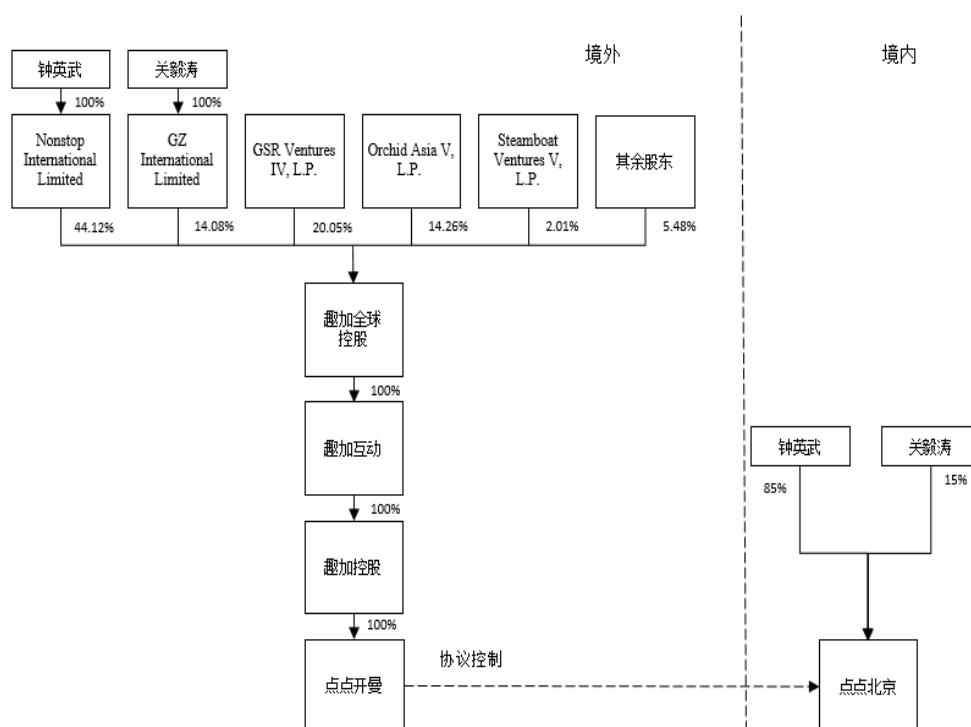 境外
境内
钟英武
关毅涛
100%
100%
Nonstop
International
Limited
GZ
International
Limited
GSR Ventures
IV, L.P.
Orchid Asia V,
L.P.
Steamboat
Ventures V,
L.P.
其余股东
44.12%
14.08%
20.05%
14.26%
2.01%
5.48%
趣加全球
控股
100%
趣加互动
钟英武
关毅涛
85%
15%
100%
趣加控股
100%
点点开曼
协议控制
点点北京